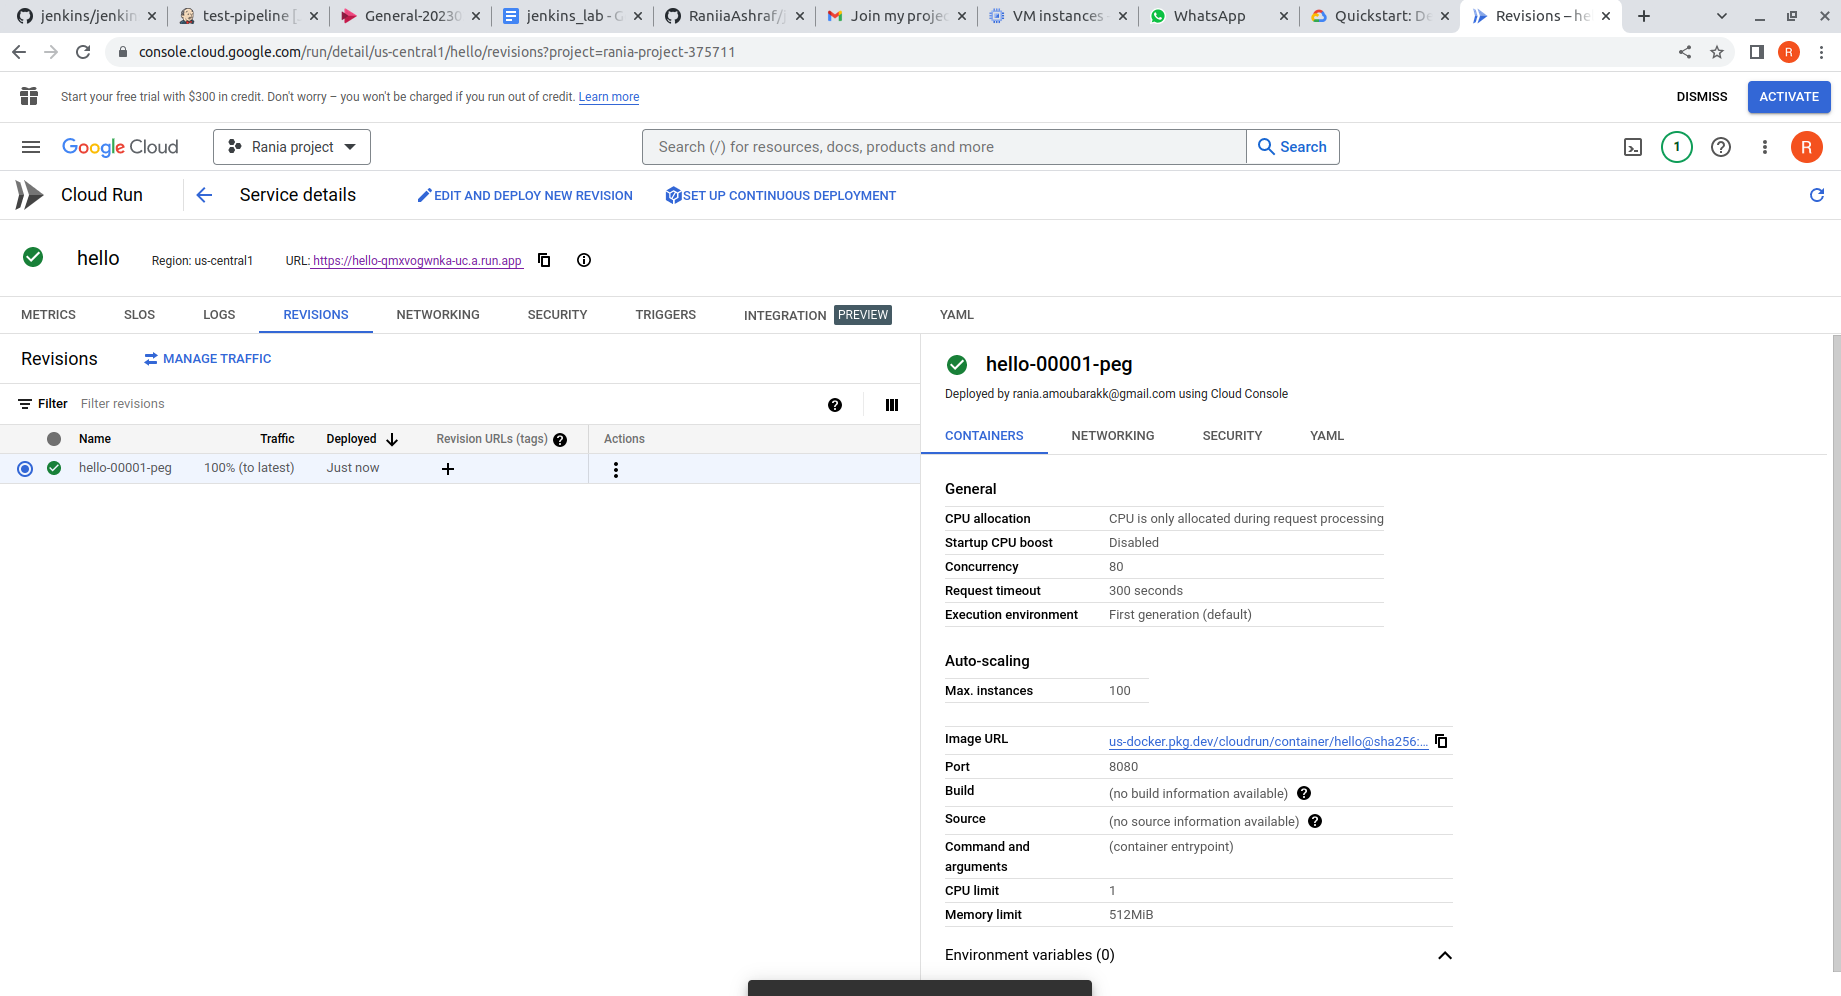 jenkins/jenkin
test-pipeline [
General-20230
jenkins_lab - G
RaniiaAshraf/j
Join my projec
VM instances
WhatsApp
Quickstart: De
Revisions – he
console.cloud.google.com/run/detail/us-central1/hello/revisions?project=rania-project-375711
R
Start your free trial with $300 in credit. Don't worry – you won't be charged if you run out of credit. Learn more
DISMISS
ACTIVATE
Google Cloud
Rania project
Search (/) for resources, docs, products and more
Search
1
R
Cloud Run
Service details
EDIT AND DEPLOY NEW REVISION
SET UP CONTINUOUS DEPLOYMENT
hello
Region: us-central1
URL: https://hello-qmxvogwnka-uc.a.run.app
METRICS
SLOS
LOGS
REVISIONS
NETWORKING
SECURITY
TRIGGERS
INTEGRATION PREVIEW
YAML
Revisions
MANAGE TRAFFIC
Filter Filter revisions
Name Traffic Deployed Revision URLs (tags) Actions
hello-00001-peg 100% (to latest) Just now
hello-00001-peg
Deployed by rania.amoubarakk@gmail.com using Cloud Console
CONTAINERS
NETWORKING
SECURITY
YAML
General
CPU allocation CPU is only allocated during request processing
Startup CPU boost Disabled
Concurrency 80
Request timeout 300 seconds
Execution environment First generation (default)
Auto-scaling
Max. instances 100
Image URL us-docker.pkg.dev/cloudrun/container/hello@sha256:...
Port 8080
Build (no build information available)
Source (no source information available)
Command and (container entrypoint)
arguments
CPU limit 1
Memory limit 512MiB
Environment variables (0)